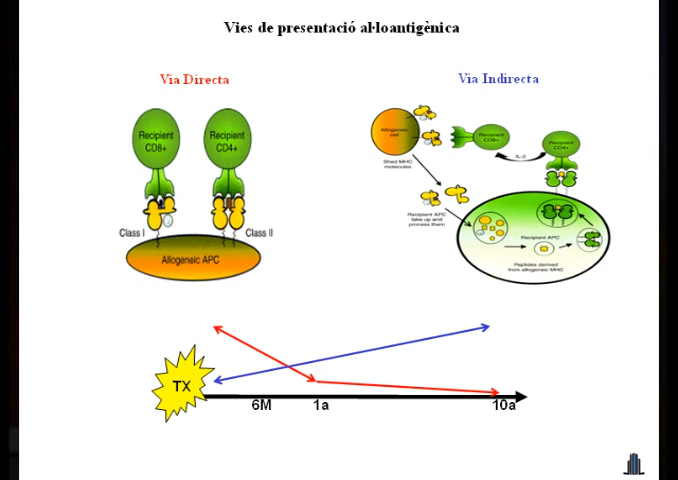 Vies de presentació al·loantigènica
Via Directa
Via Indirecta
Recipient
CD8+
Recipient
CD4+
Class I
Class II
Allogeneic APC
Allogeneic
cell
Shed MHC
molecules
Recipient
CD8+
IL-2
Recipient
CD4+
Recipient APC
take up and
process them
Recipient APC
Peptides derived
from allogeneic MHC
TX
6M
1a
10a